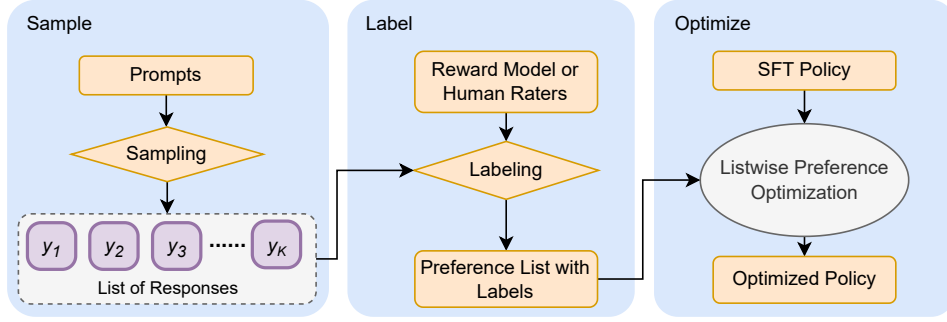 Sample
Prompts
Sampling
y1 y2 y3 ...... yK
List of Responses
Label
Reward Model or
Human Raters
Labeling
Preference List with
Labels
Optimize
SFT Policy
Listwise Preference
Optimization
Optimized Policy